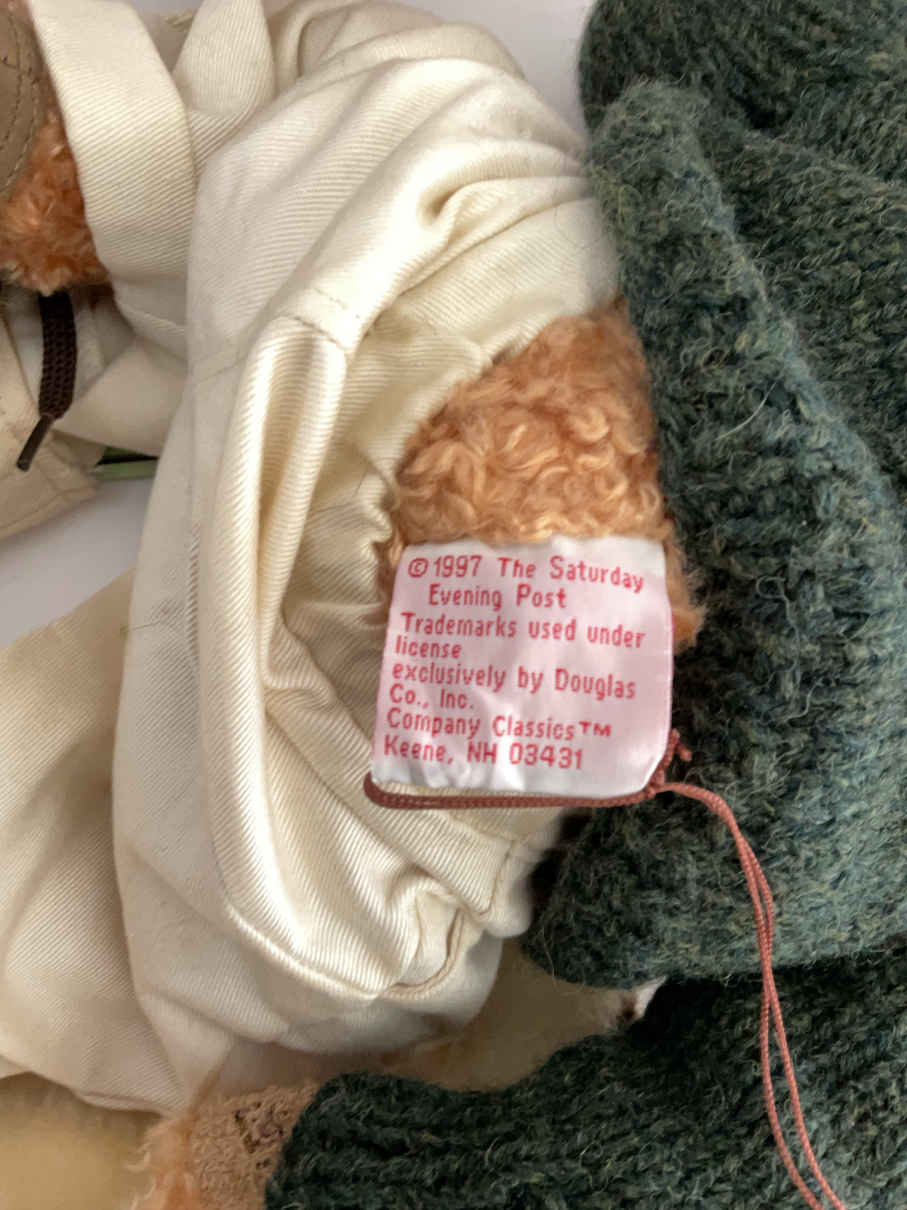 ©1997 The Saturday
Evening Post
Trademarks used under
license
exclusively by Douglas
Co., Inc.
Company Classics™
Keene, NH 03431